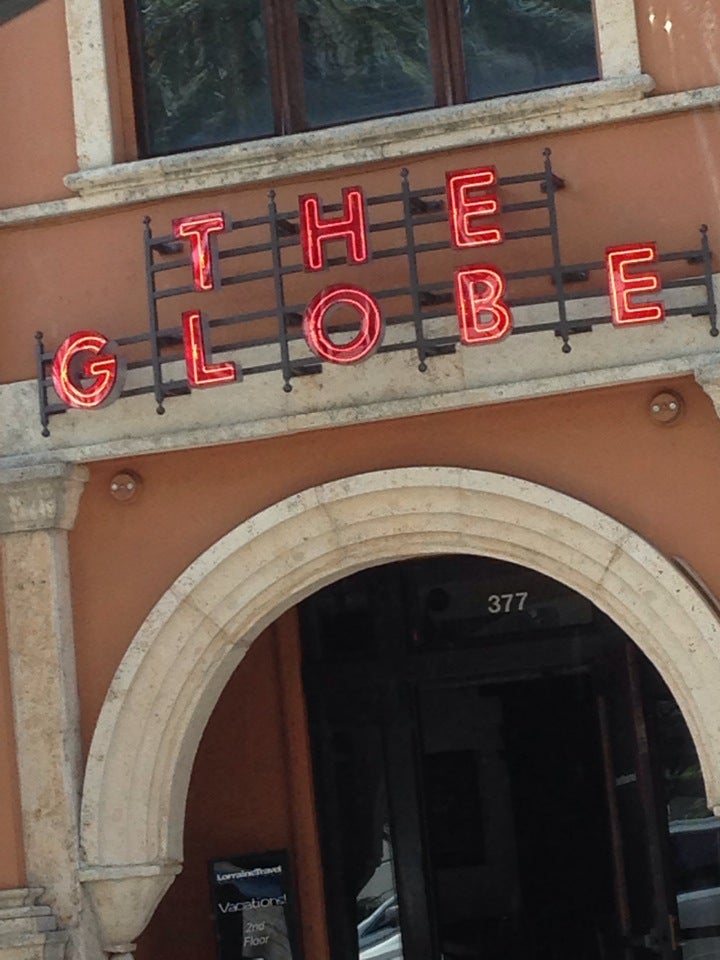 THE
GLOBE
377
LorraineTravel
Vacations!
2nd
Floor